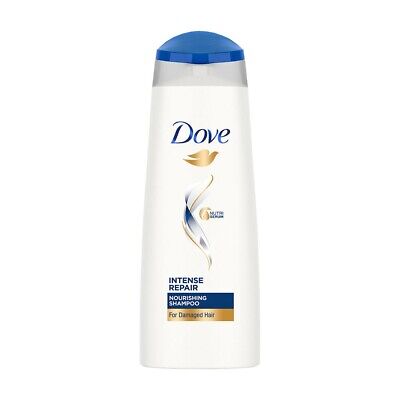 Dove
NUTRI
SERUM
INTENSE
REPAIR
NOURISHING
SHAMPOO
For Damaged Hair